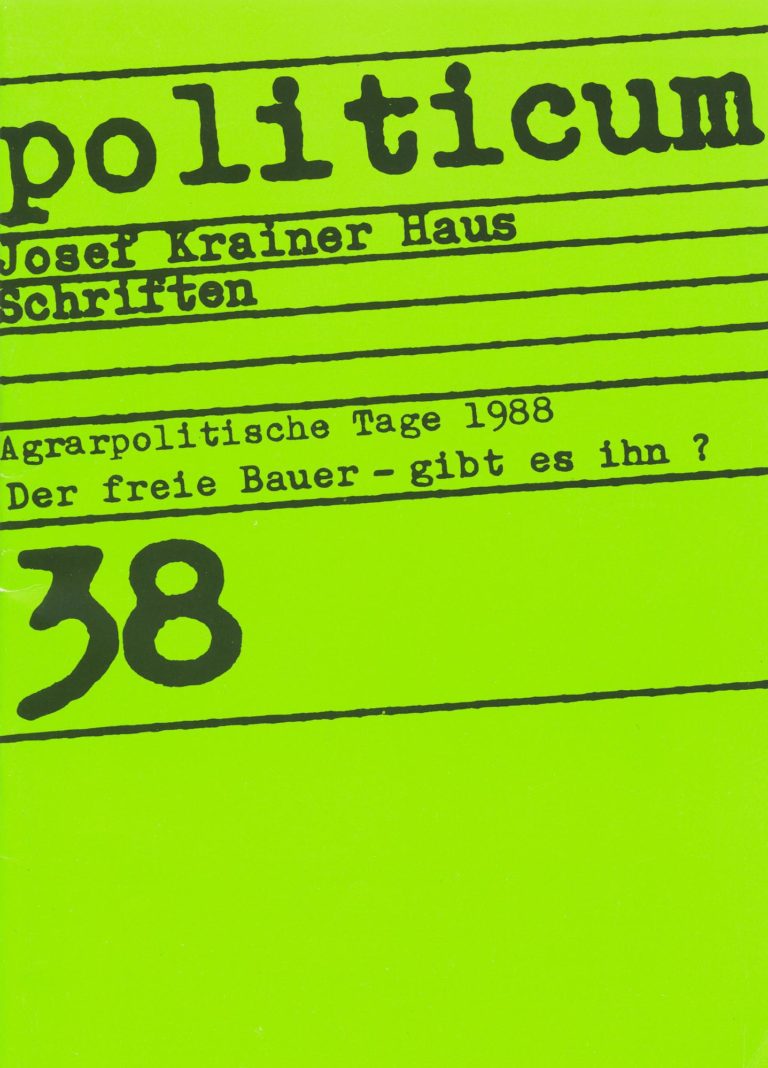 politicum
Josef Krainer Haus
Schriften
Agrarpolitische Tage 1988
Der freie Bauer - gibt es ihn ?
38